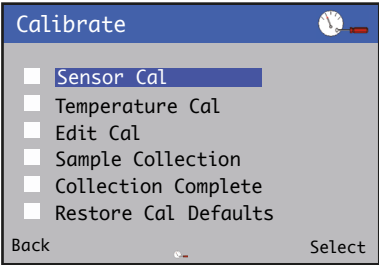 Calibrate
Sensor Cal
Temperature Cal
Edit Cal
Sample Collection
Collection Complete
Restore Cal Defaults
Back Select